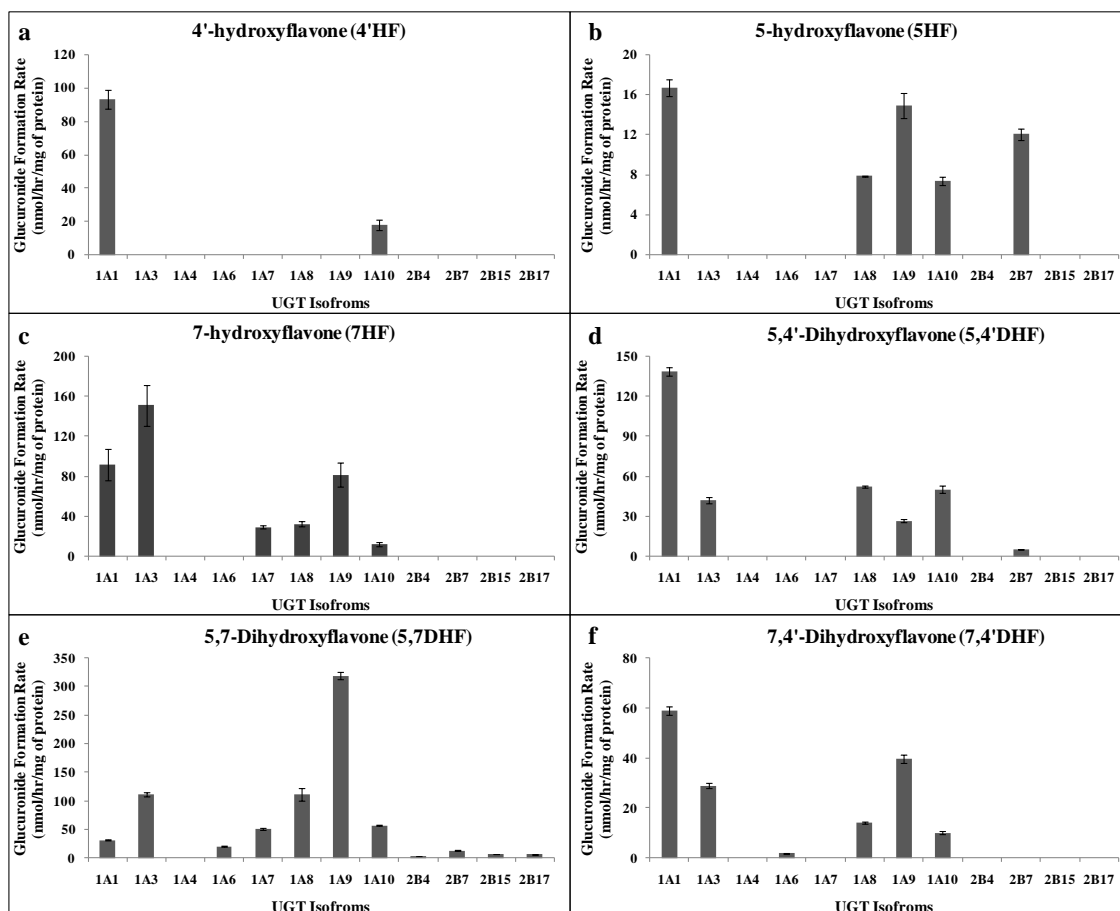 a
4'-hydroxyflavone (4'HF)
Glucuronide Formation Rate
(nmol/hr/mg of protein)
120
100
80
60
40
20
0
1A1 1A3 1A4 1A6 1A7 1A8 1A9 1A10 2B4 2B7 2B15 2B17
UGT Isofroms
b
5-hydroxyflavone (5HF)
Glucuronide Formation Rate
(nmol/hr/mg of protein)
20
16
12
8
4
0
1A1 1A3 1A4 1A6 1A7 1A8 1A9 1A10 2B4 2B7 2B15 2B17
UGT Isofroms
c
7-hydroxyflavone (7HF)
Glucuronide Formation Rate
(nmol/hr/mg of protein)
200
160
120
80
40
0
1A1 1A3 1A4 1A6 1A7 1A8 1A9 1A10 2B4 2B7 2B15 2B17
UGT Isofroms
d
5,4'-Dihydroxyflavone (5,4'DHF)
Glucuronide Formation Rate
(nmol/hr/mg of protein)
150
120
90
60
30
0
1A1 1A3 1A4 1A6 1A7 1A8 1A9 1A10 2B4 2B7 2B15 2B17
UGT Isofroms
e
5,7-Dihydroxyflavone (5,7DHF)
Glucuronide Formation Rate
(nmol/hr/mg of protein)
350
300
250
200
150
100
50
0
1A1 1A3 1A4 1A6 1A7 1A8 1A9 1A10 2B4 2B7 2B15 2B17
UGT Isofroms
f
7,4'-Dihydroxyflavone (7,4'DHF)
Glucuronide Formation Rate
(nmol/hr/mg of protein)
80
60
40
20
0
1A1 1A3 1A4 1A6 1A7 1A8 1A9 1A10 2B4 2B7 2B15 2B17
UGT Isofroms